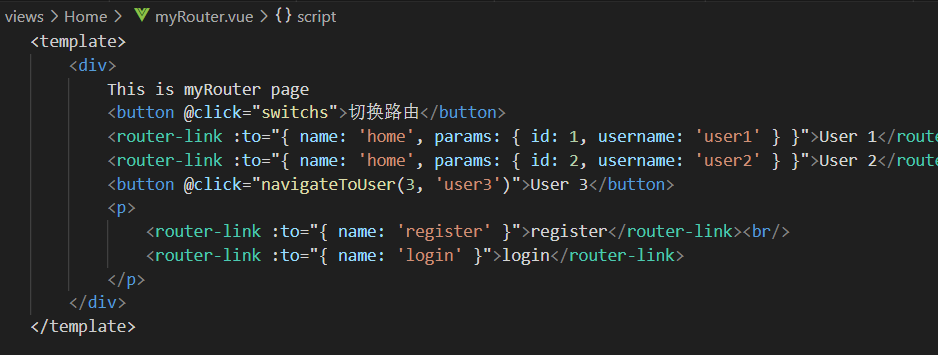 views > Home > myRouter.vue > {} script
<template>
<div>
This is myRouter page
<button @click="switchs">切换路由</button>
<router-link :to="{ name: 'home', params: { id: 1, username: 'user1' } }">User 1</route
<router-link :to="{ name: 'home', params: { id: 2, username: 'user2' } }">User 2</route
<button @click="navigateToUser(3, 'user3')">User 3</button>
<p>
<router-link :to="{ name: 'register' }">register</router-link><br/>
<router-link :to="{ name: 'login' }">login</router-link>
</p>
</div>
</template>